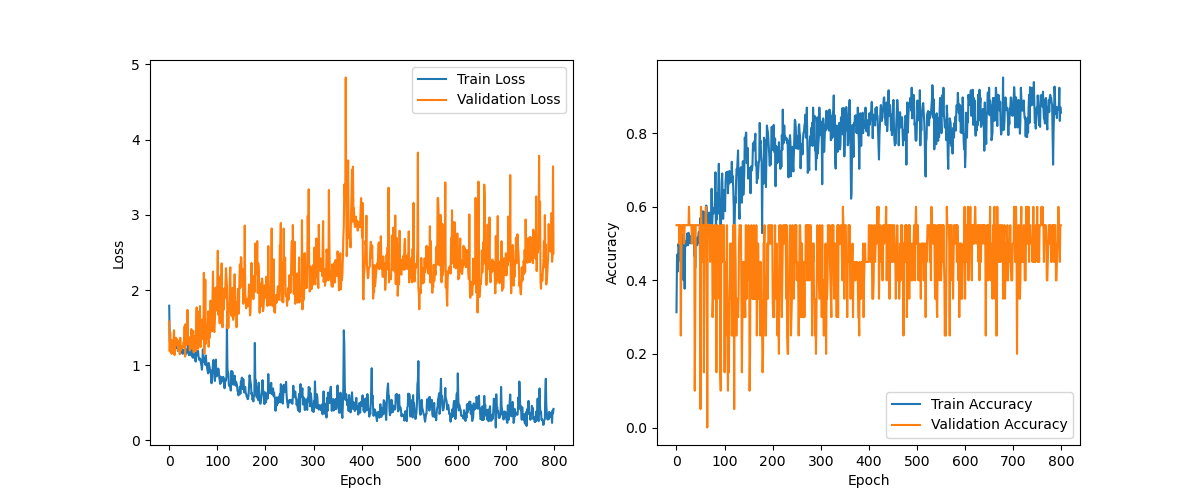 5
4
3
2
1
0
Loss
0 100 200 300 400 500 600 700 800
Epoch
Train Loss
Validation Loss
0.8
0.6
0.4
0.2
0.0
Accuracy
0 100 200 300 400 500 600 700 800
Epoch
Train Accuracy
Validation Accuracy